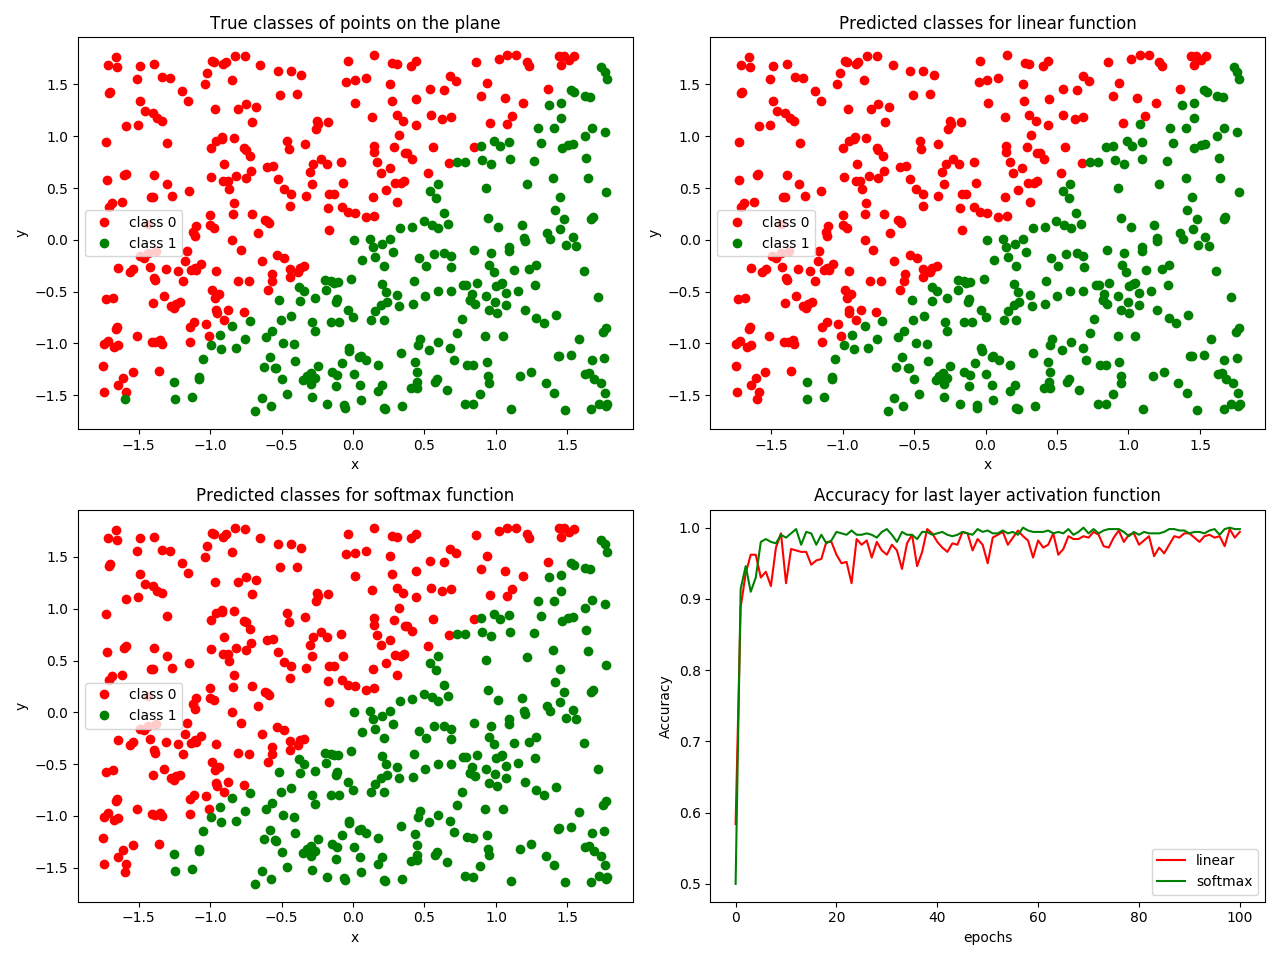 True classes of points on the plane
y
1.5
1.0
0.5
0.0
−0.5
−1.0
−1.5
class 0
class 1
−1.5 −1.0 −0.5 0.0 0.5 1.0 1.5
x
Predicted classes for linear function
y
1.5
1.0
0.5
0.0
−0.5
−1.0
−1.5
class 0
class 1
−1.5 −1.0 −0.5 0.0 0.5 1.0 1.5
x
Predicted classes for softmax function
y
1.5
1.0
0.5
0.0
−0.5
−1.0
−1.5
class 0
class 1
−1.5 −1.0 −0.5 0.0 0.5 1.0 1.5
x
Accuracy for last layer activation function
Accuracy
1.0
0.9
0.8
0.7
0.6
0.5
linear
softmax
0 20 40 60 80 100
epochs